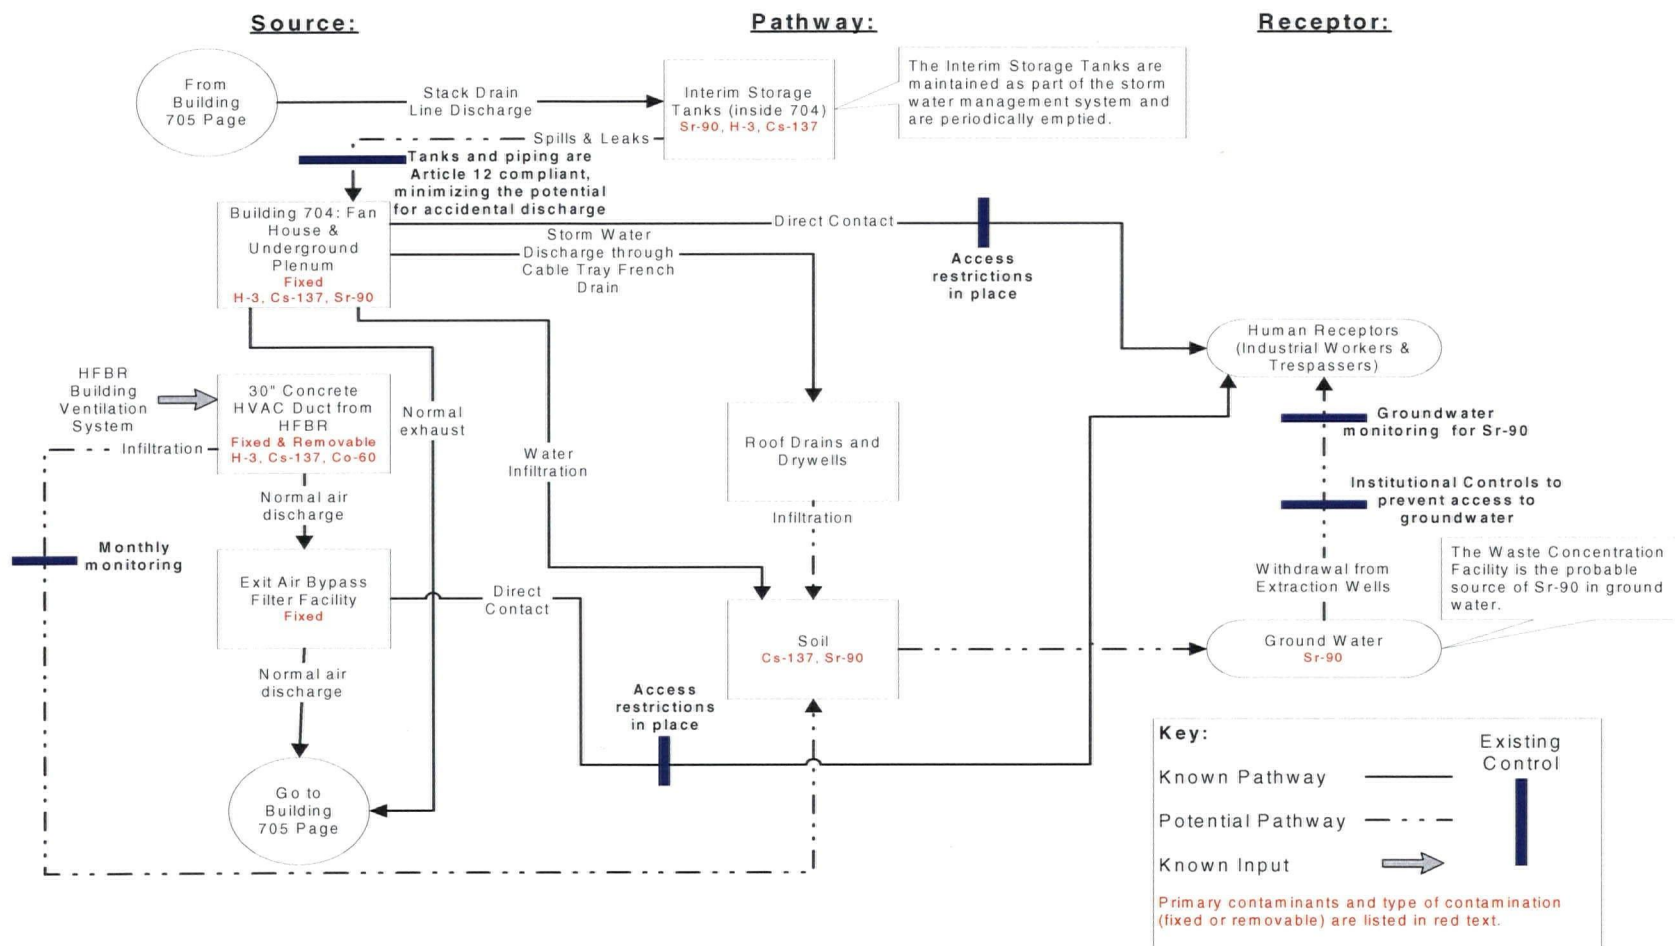 Source:
Pathway:
Receptor:
From
Building
705 Page
Stack Drain
Line Discharge
Interim Storage
Tanks (inside 704)
Sr-90, H-3, Cs-137
The Interim Storage Tanks are
maintained as part of the storm
water management system and
are periodically emptied.
Spills & Leaks
Tanks and piping are
Article 12 compliant,
minimizing the potential
for accidental discharge
Building 704: Fan
House &
Underground
Plenum
Fixed
H-3, Cs-137, Sr-90
Direct Contact
Storm Water
Discharge through
Cable Tray French
Drain
Access
restrictions
in place
Human Receptors
(Industrial Workers &
Trespassers)
HFBR
Building
Ventilation
System
30" Concrete
HVAC Duct from
HFBR
Fixed & Removable
H-3, Cs-137, Co-60
Infiltration
Normal
exhaust
Water
Infiltration
Roof Drains and
Drywells
Groundwater
monitoring for Sr-90
Institutional Controls to
prevent access to
groundwater
Normal air
discharge
Infiltration
Monthly
monitoring
Exit Air Bypass
Filter Facility
Fixed
Direct
Contact
Withdrawal from
Extraction Wells
The Waste Concentration
Facility is the probable
source of Sr-90 in ground
water.
Soil
Cs-137, Sr-90
Ground Water
Sr-90
Normal air
discharge
Access
restrictions
in place
Go to
Building
705 Page
Key:
Existing
Control
Known Pathway
Potential Pathway
Known Input
Primary contaminants and type of contamination
(fixed or removable) are listed in red text.